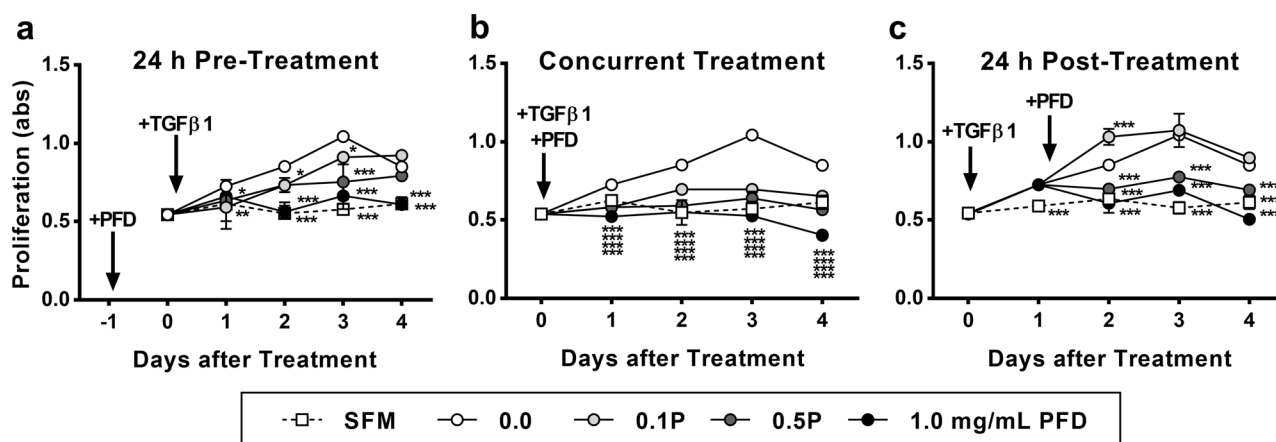 a
24 h Pre-Treatment
Proliferation (abs)
1.5
1.0
0.5
0.0
+TGFβ1
+PFD
*
*
*
**
***
***
***
***
***
***
***
-1 0 1 2 3 4
Days after Treatment
b
Concurrent Treatment
1.5
1.0
0.5
0.0
+TGFβ1
+PFD
*** *** *** ***
*** *** *** ***
*** *** *** ***
*** *** *** ***
0 1 2 3 4
Days after Treatment
c
24 h Post-Treatment
1.5
1.0
0.5
0.0
+PFD
+TGFβ1
***
***
***
***
***
***
***
***
***
***
***
0 1 2 3 4
Days after Treatment
SFM 0.0 0.1P 0.5P 1.0 mg/mL PFD